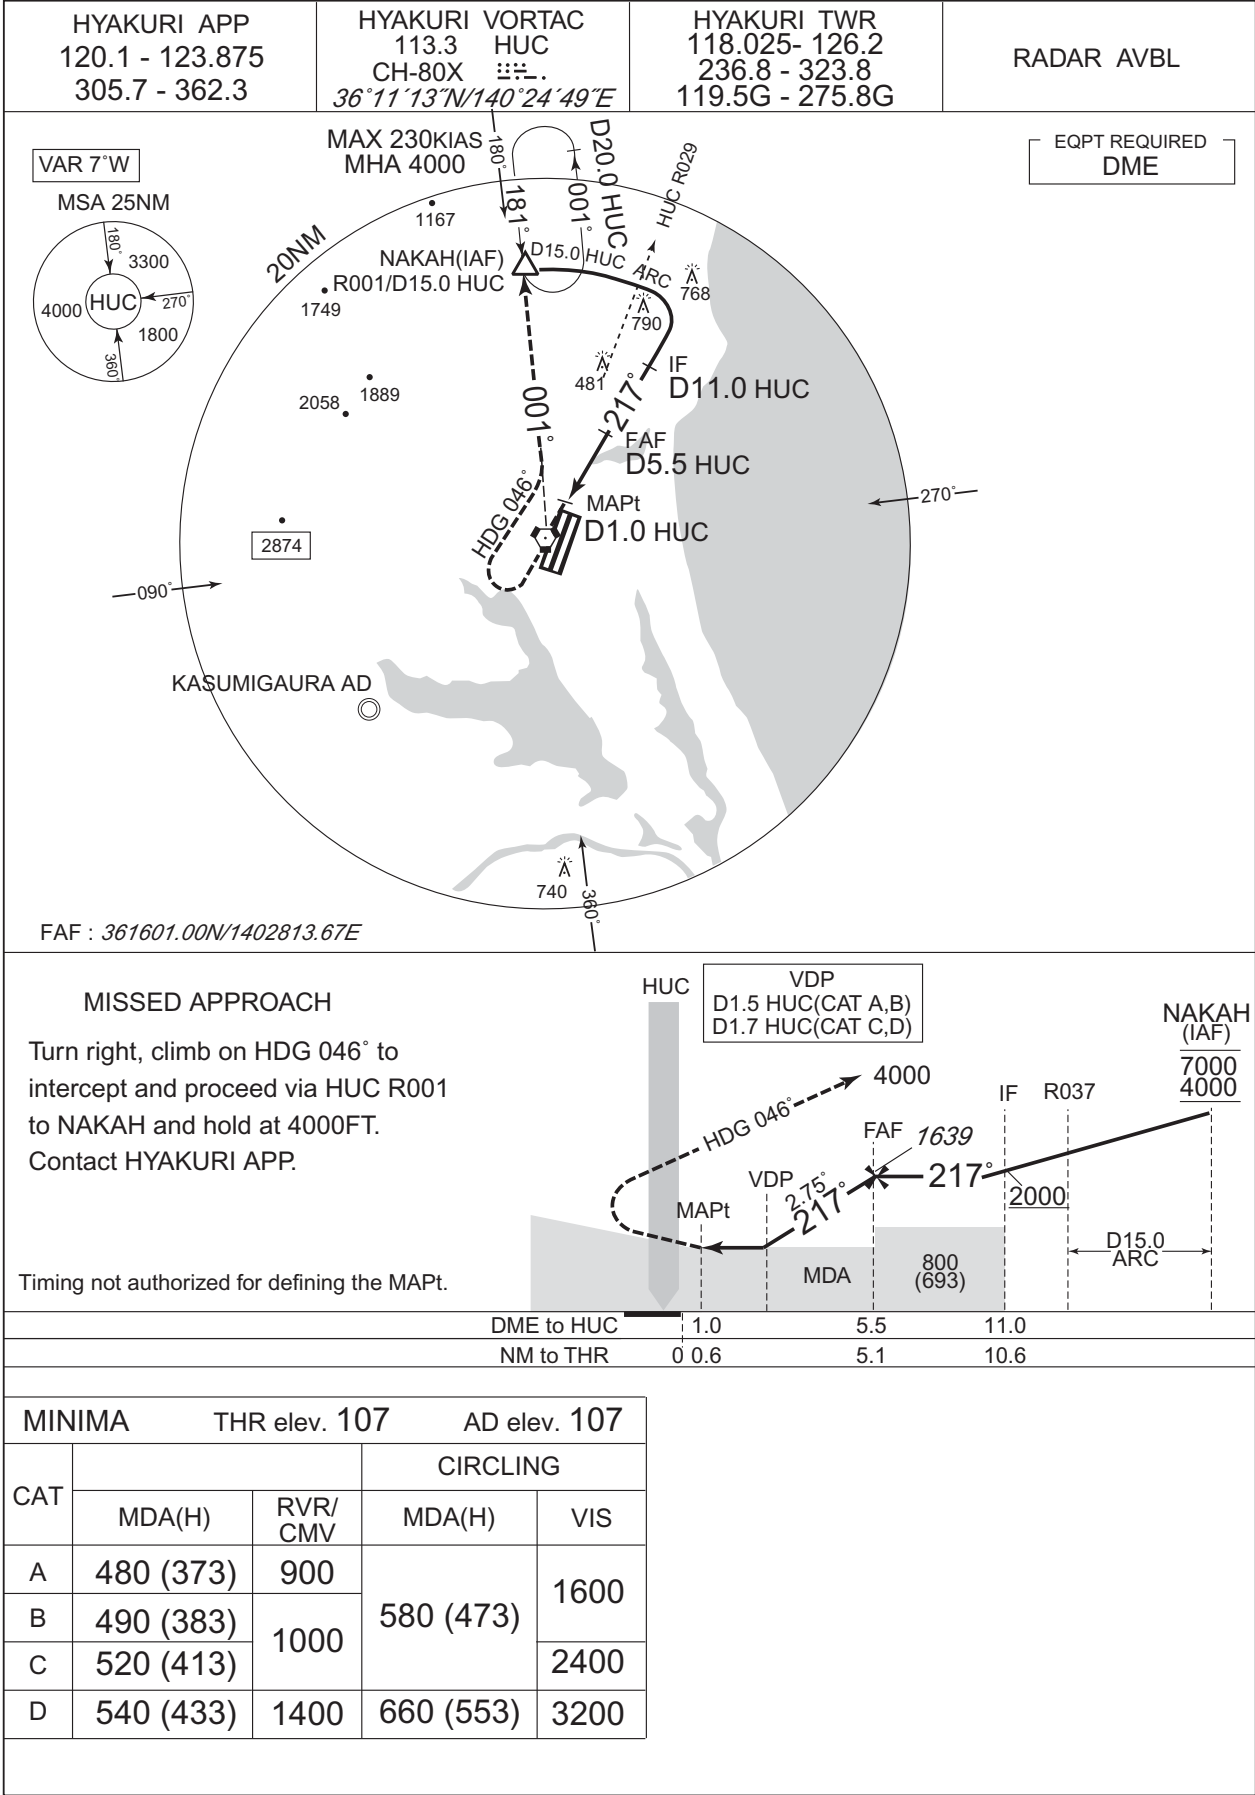 HYAKURI APP
120.1 - 123.875
305.7 - 362.3
HYAKURI VORTAC
113.3 HUC
CH-80X
36°11´13˝N/140°24´49˝E
HYAKURI TWR
118.025- 126.2
236.8 - 323.8
119.5G - 275.8G
RADAR AVBL
EQPT REQUIRED
DME
VAR 7°W
MSA 25NM
180°
3300
4000
HUC
270°
1800
360°
MAX 230KIAS
MHA 4000
180°
181°
001°
D20.0 HUC
HUC R029
1167
20NM
NAKAH(IAF)
R001/D15.0 HUC
D15.0 HUC ARC
768
790
1749
481
IF
D11.0 HUC
217°
001°
1889
2058
FAF
D5.5 HUC
HDG 046°
MAPt
D1.0 HUC
270°
2874
090°
KASUMIGAURA AD
740
360°
FAF : 361601.00N/1402813.67E
MISSED APPROACH
Turn right, climb on HDG 046° to
intercept and proceed via HUC R001
to NAKAH and hold at 4000FT.
Contact HYAKURI APP.
Timing not authorized for defining the MAPt.
HUC
VDP
D1.5 HUC(CAT A,B)
D1.7 HUC(CAT C,D)
NAKAH
(IAF)
7000
4000
4000
IF R037
HDG 046°
FAF 1639
VDP
2.75°
217°
217°
2000
MAPt
D15.0
ARC
MDA
800
(693)
DME to HUC 1.0 5.5 11.0
NM to THR 0 0.6 5.1 10.6
MINIMA THR elev. 107 AD elev. 107
CAT
CIRCLING
MDA(H) RVR/
CMV MDA(H) VIS
A 480 (373) 900 580 (473) 1600
B 490 (383) 1000
C 520 (413) 2400
D 540 (433) 1400 660 (553) 3200